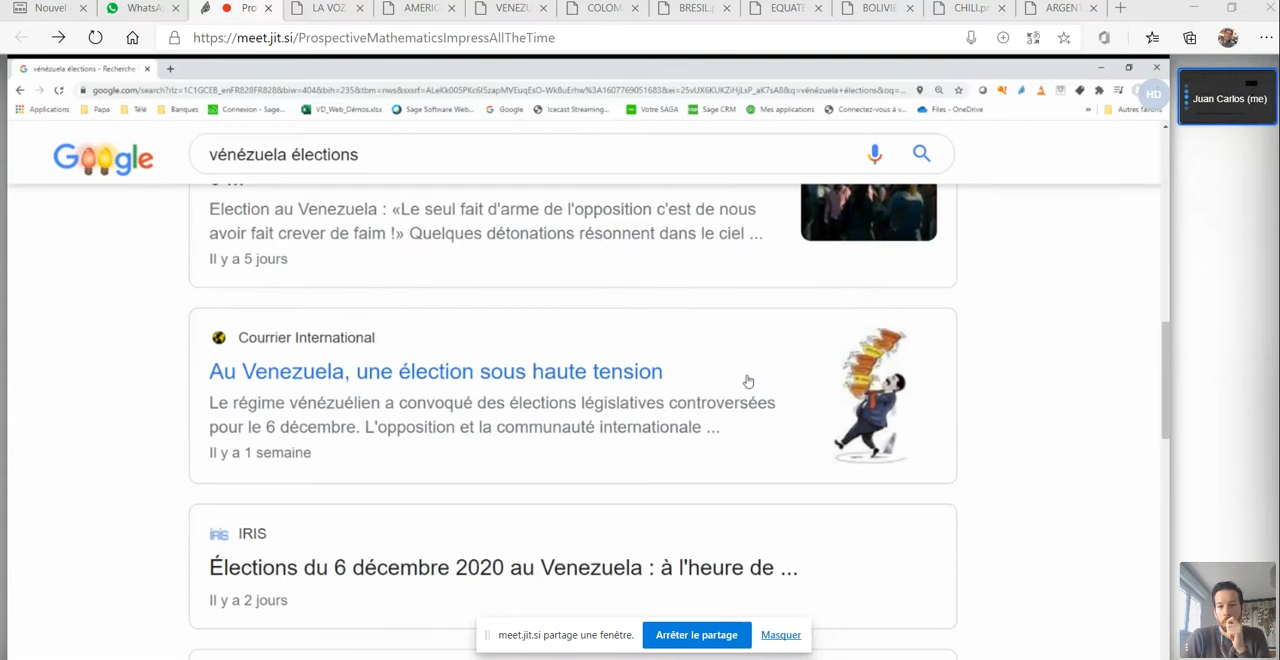 Nouvel
WhatsA
Pro
LA VOZ
AMERIC
VENEZU
COLOM
BRESIL.p
EQUATE
BOLIVIE
CHILI.pr
ARGENT
https://meet.jit.si/ProspectiveMathematicsImpressAllTheTime
vénézuela élections - Recherche
Applications
Papa
Télé
Banques
Connexion - Sage...
VD_Web_Démos.xlsx
Sage Software Web...
Google
Icecast Streaming...
Votre SAGA
Sage CRM
Mes applications
Connectez-vous à...
Files - OneDrive
Autres favoris
HD
Juan Carlos (me)
Google
vénézuela élections
Election au Venezuela : «Le seul fait d'arme de l'opposition c'est de nous
avoir fait crever de faim !» Quelques détonations résonnent dans le ciel ...
Il y a 5 jours
Courrier International
Au Venezuela, une élection sous haute tension
Le régime vénézuélien a convoqué des élections législatives controversées
pour le 6 décembre. L'opposition et la communauté internationale ...
Il y a 1 semaine
iris IRIS
Élections du 6 décembre 2020 au Venezuela : à l'heure de ...
Il y a 2 jours
meet.jit.si partage une fenêtre.
Arrêter le partage
Masquer